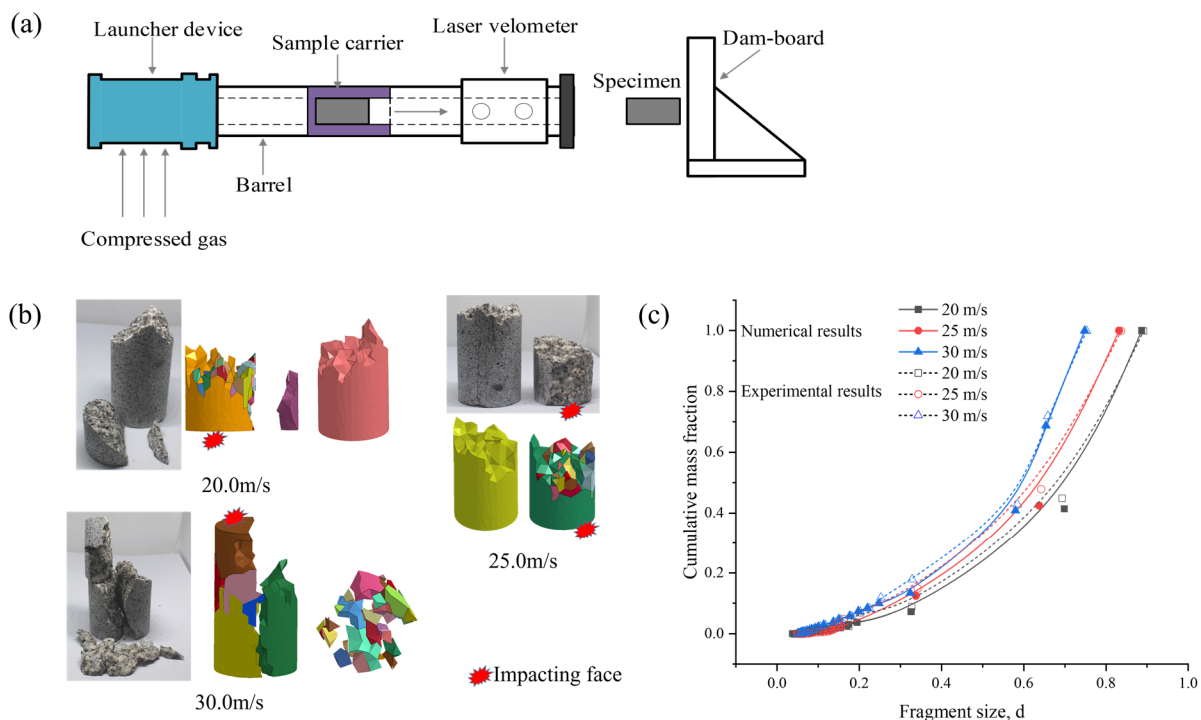 (a)
Launcher device
Sample carrier
Laser velometer
Dam-board
Specimen
Barrel
Compressed gas
(b)
20.0m/s
25.0m/s
30.0m/s
Impacting face
(c)
Numerical results
20 m/s
25 m/s
30 m/s
Experimental results
20 m/s
25 m/s
30 m/s
Cumulative mass fraction
1.0
0.8
0.6
0.4
0.2
0.0
0.0 0.2 0.4 0.6 0.8 1.0
Fragment size, d